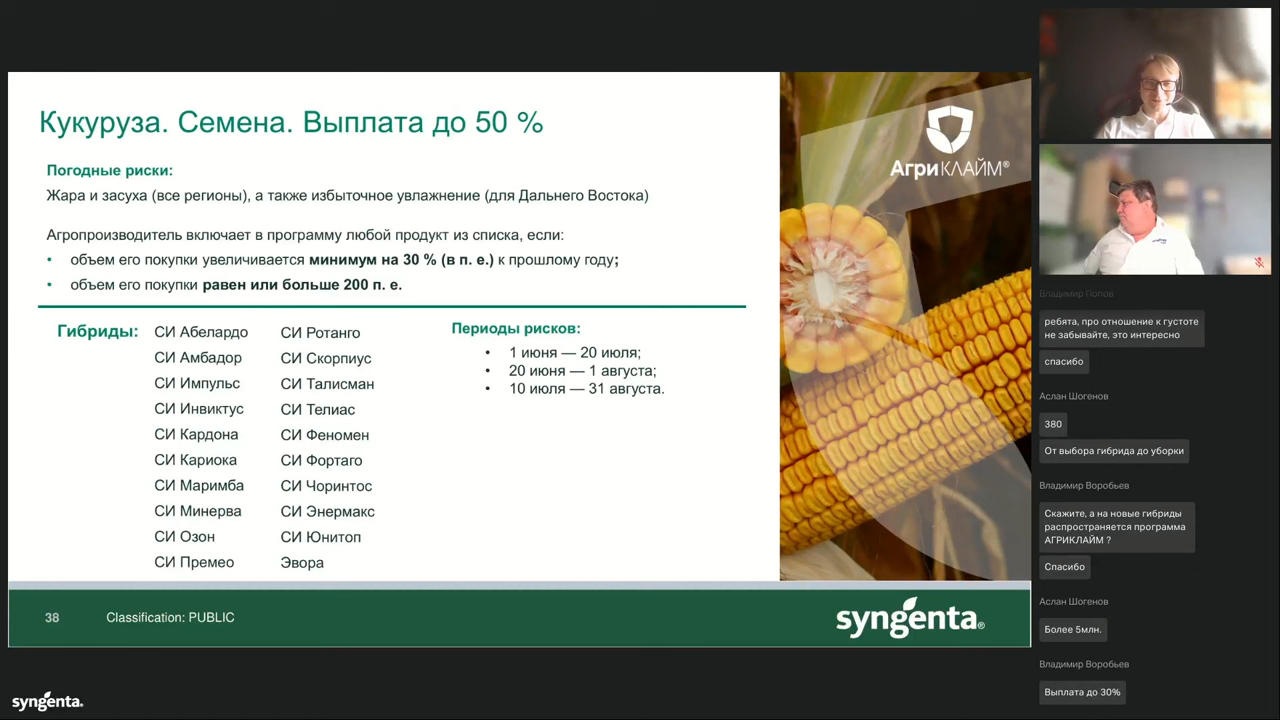 Кукуруза. Семена. Выплата до 50 %
Погодные риски:
Жара и засуха (все регионы), а также избыточное увлажнение (для Дальнего Востока)
Агропроизводитель включает в программу любой продукт из списка, если:
• объем его покупки увеличивается минимум на 30 % (в п. е.) к прошлому году;
• объем его покупки равен или больше 200 п. е.
Гибриды:
СИ Абелардо
СИ Амбадор
СИ Импульс
СИ Инвиктус
СИ Кардона
СИ Кариока
СИ Маримба
СИ Минерва
СИ Озон
СИ Премео
СИ Ротанго
СИ Скорпиус
СИ Талисман
СИ Телиас
СИ Феномен
СИ Фортаго
СИ Чоринтос
СИ Энермакс
СИ Юнитоп
Эвора
Периоды рисков:
• 1 июня — 20 июля;
• 20 июня — 1 августа;
• 10 июля — 31 августа.
АгриКЛАЙМ®
38
Classification: PUBLIC
syngenta®
syngenta.
Владимир Попов
ребята, про отношение к густоте
не забывайте, это интересно
спасибо
Аслан Шогенов
380
От выбора гибрида до уборки
Владимир Воробьев
Скажите, а на новые гибриды
распространяется программа
АГРИКЛАЙМ ?
Спасибо
Аслан Шогенов
Более 5млн.
Владимир Воробьев
Выплата до 30%